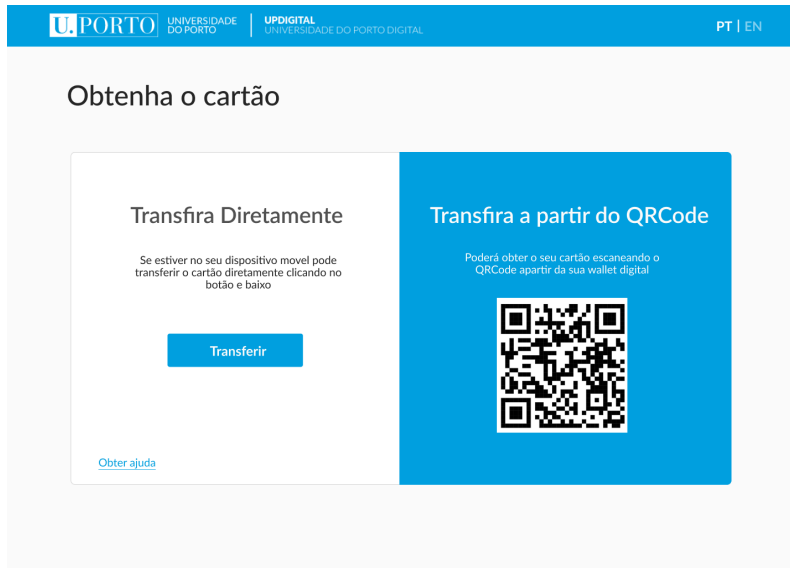 U.PORTO
UNIVERSIDADE
DO PORTO
UPDIGITAL
UNIVERSIDADE DO PORTO DIGITAL
PT | EN
Obtenha o cartão
Transfira Diretamente
Se estiver no seu dispositivo movel pode
transferir o cartão diretamente clicando no
botão e baixo
Transferir
Obter ajuda
Transfira a partir do QRCode
Poderá obter o seu cartão escaneando o
QRCode apartir da sua wallet digital